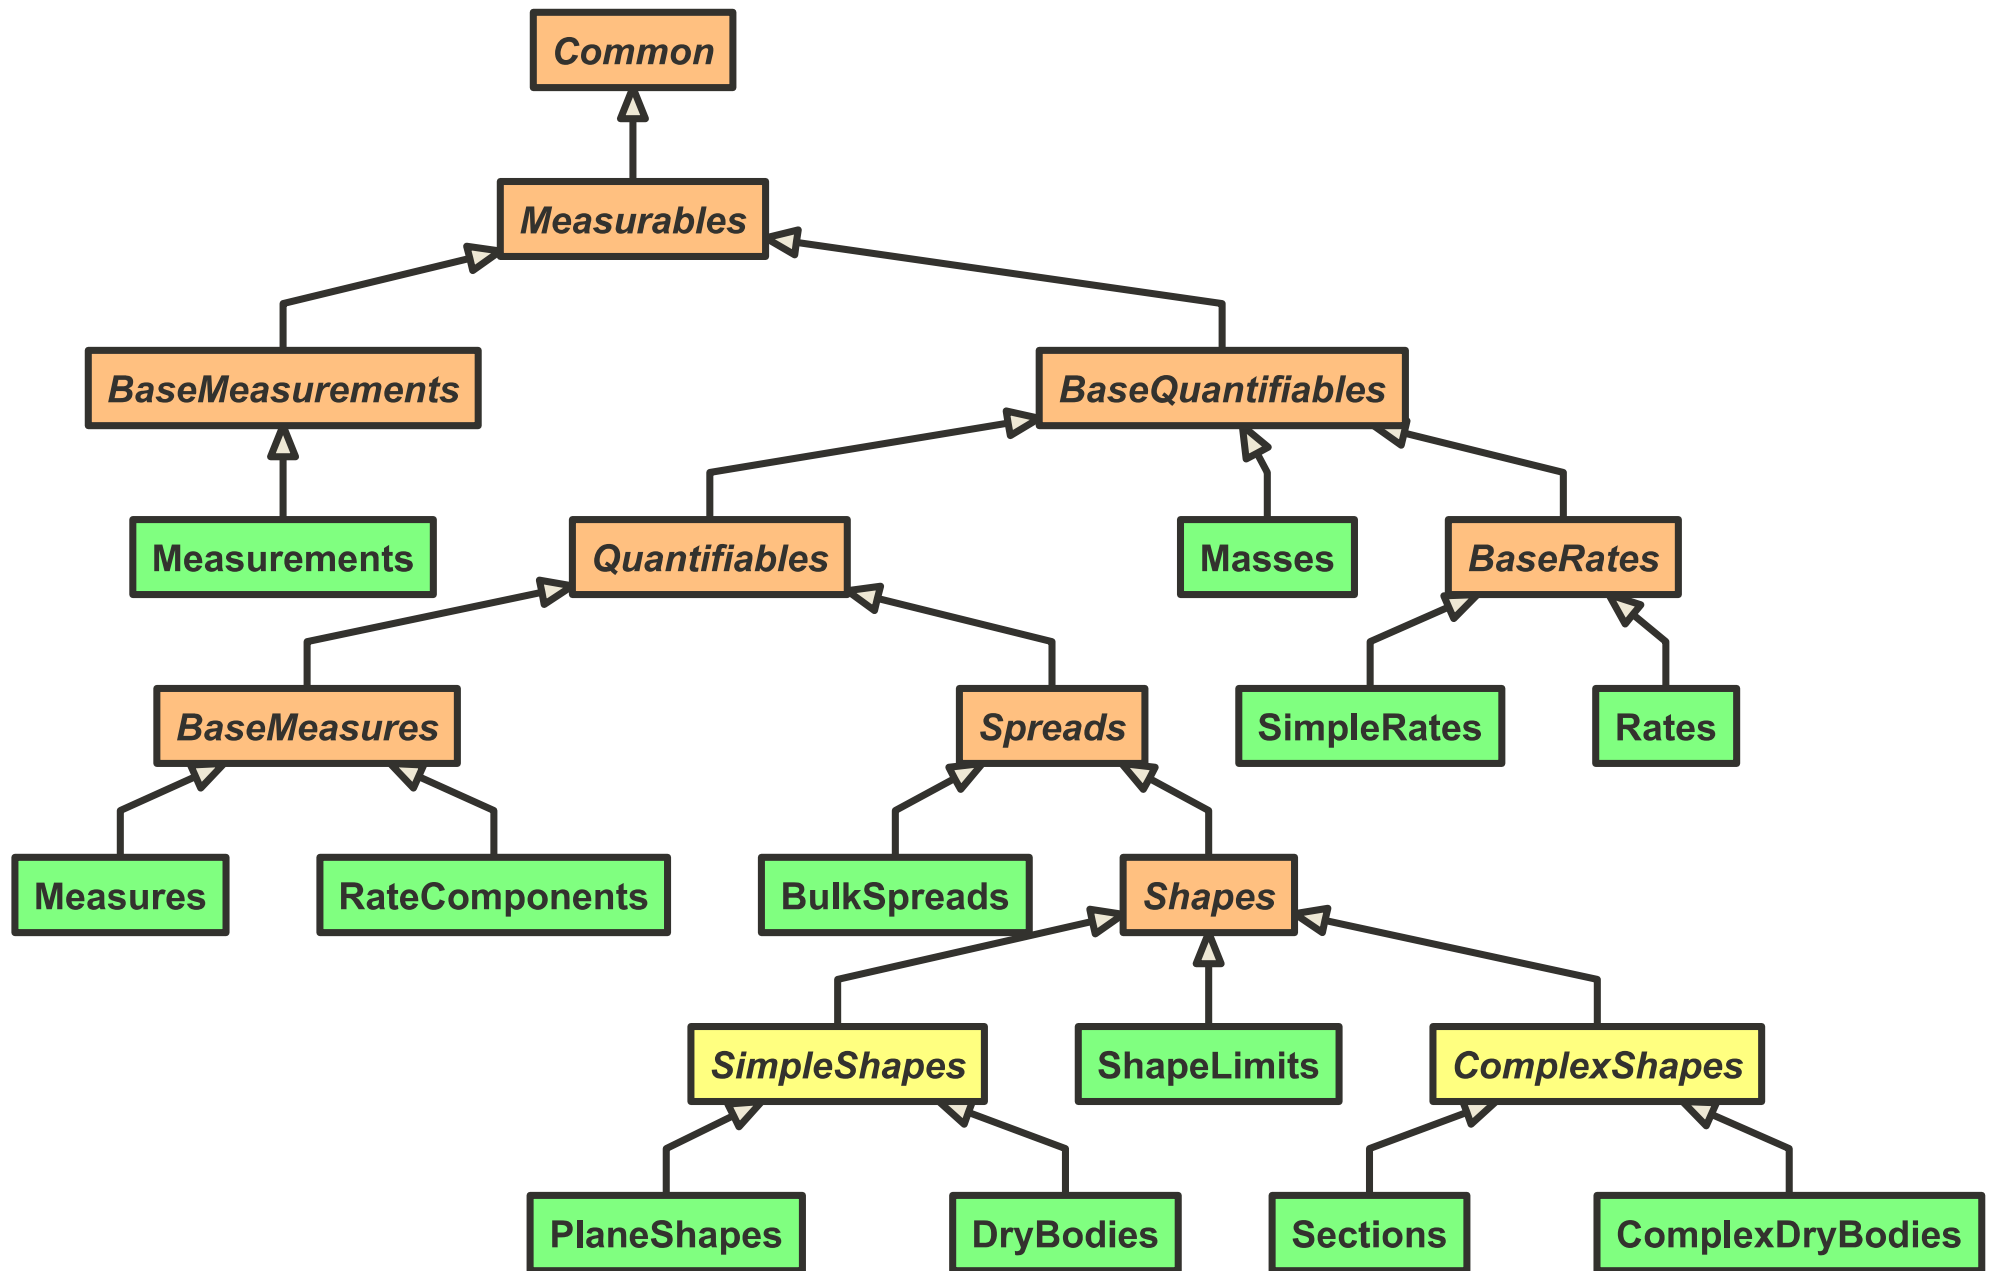 Common
Measurables
BaseMeasurements
BaseQuantifiables
Measurements
Quantifiables
Masses
BaseRates
BaseMeasures
Spreads
SimpleRates
Rates
Measures
RateComponents
BulkSpreads
Shapes
SimpleShapes
ShapeLimits
ComplexShapes
PlaneShapes
DryBodies
Sections
ComplexDryBodies